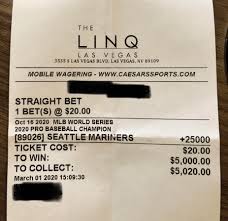 THE
LINQ
LAS VEGAS
3535 S LAS VEGAS BLVD, LAS VEGAS, NV 89109
MOBILE WAGERING - WWW.CAESARSSPORTS.COM
STRAIGHT BET
1 BET(S) @ $20.00
Oct 16 2020 MLB WORLD SERIES
2020 PRO BASEBALL CHAMPION
[89026] SEATTLE MARINERS +25000
TICKET COST: $20.00
TO WIN: $5,000.00
TO COLLECT: $5,020.00
March 01 2020 15:09:30